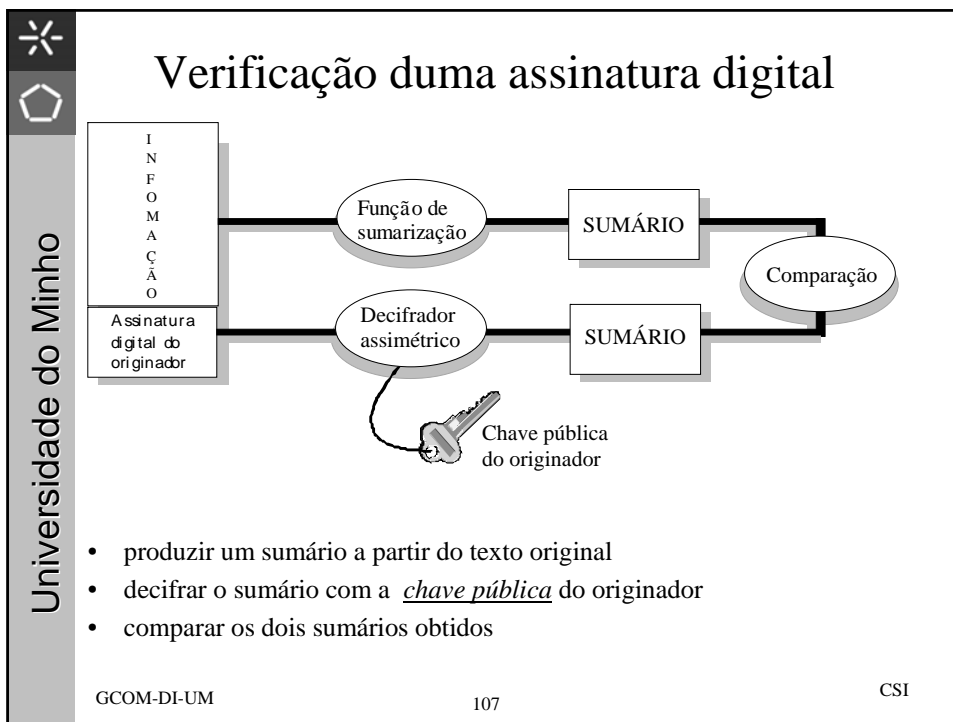 Verificação duma assinatura digital
INFOMAÇÃO
Assinatura
digital do
originador
Função de
sumarização
SUMÁRIO
Comparação
Decifrador
assimétrico
SUMÁRIO
Chave pública
do originador
Universidade do Minho
• produzir um sumário a partir do texto original
• decifrar o sumário com a chave pública do originador
• comparar os dois sumários obtidos
GCOM-DI-UM
107
CSI